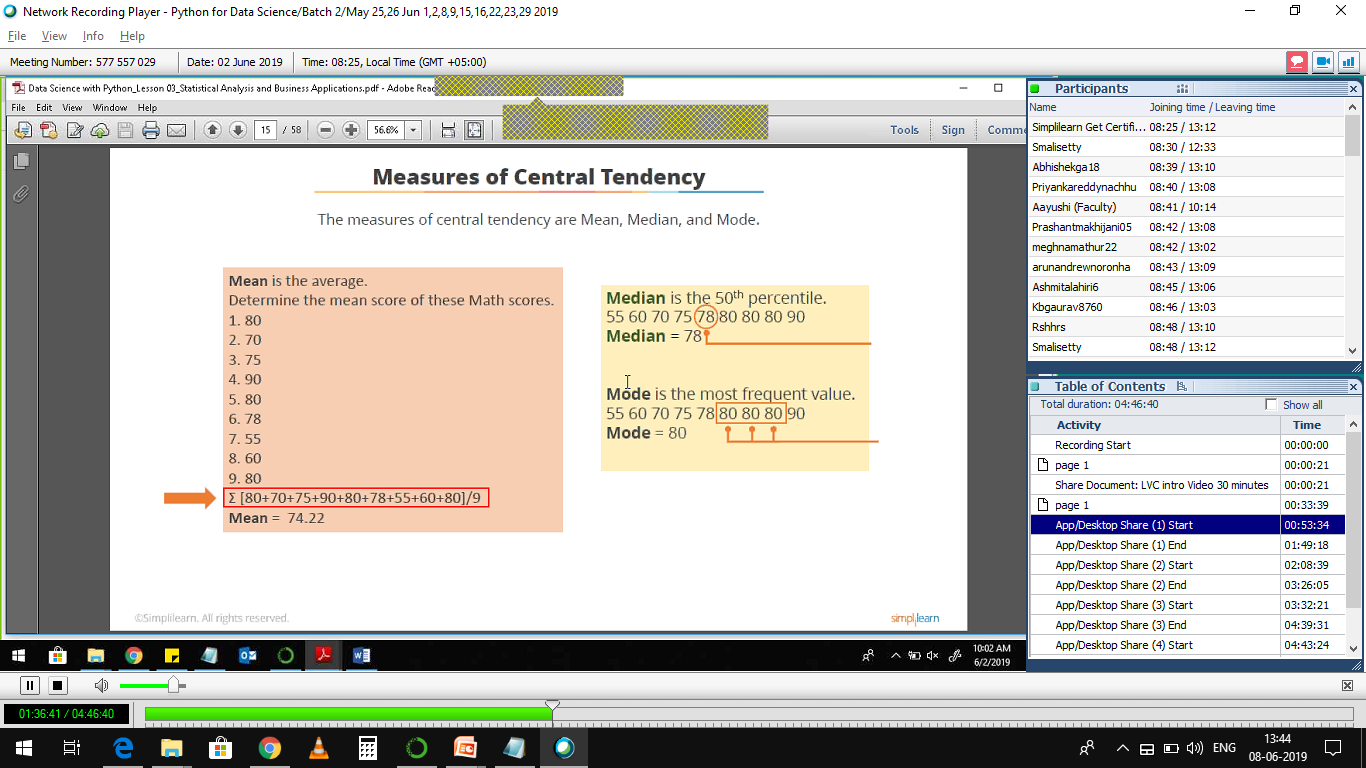 Network Recording Player - Python for Data Science/Batch 2/May 25,26 Jun 1,2,8,9,15,16,22,23,29 2019
File View Info Help
Meeting Number: 577 557 029 Date: 02 June 2019 Time: 08:25, Local Time (GMT +05:00)
Data Science with Python_Lesson 03_Statistical Analysis and Business Applications.pdf - Adobe Reac
File Edit View Window Help
15 / 58 56.6% Tools Sign Comme
Measures of Central Tendency
The measures of central tendency are Mean, Median, and Mode.
Mean is the average.
Determine the mean score of these Math scores.
1. 80
2. 70
3. 75
4. 90
5. 80
6. 78
7. 55
8. 60
9. 80
Σ [80+70+75+90+80+78+55+60+80]/9
Mean = 74.22
Median is the 50th percentile.
55 60 70 75 78 80 80 80 90
Median = 78
Mode is the most frequent value.
55 60 70 75 78 80 80 80 90
Mode = 80
©Simplilearn. All rights reserved.
simplilearn
10:02 AM
6/2/2019
Participants
Name Joining time / Leaving time
Simplilearn Get Certifi... 08:25 / 13:12
Smalisetty 08:30 / 12:33
Abhishekga18 08:39 / 13:10
Priyankareddynachhu 08:40 / 13:08
Aayushi (Faculty) 08:41 / 10:14
Prashantmakhijani05 08:42 / 13:08
meghnamathur22 08:42 / 13:02
arunandrewnoronha 08:43 / 13:09
Ashmitalahiri6 08:45 / 13:06
Kbgaurav8760 08:46 / 13:03
Rshhrs 08:48 / 13:10
Smalisetty 08:48 / 13:12
Table of Contents
Total duration: 04:46:40 Show all
Activity Time
Recording Start 00:00:00
page 1 00:00:21
Share Document: LVC intro Video 30 minutes 00:00:21
page 1 00:33:39
App/Desktop Share (1) Start 00:53:34
App/Desktop Share (1) End 01:49:18
App/Desktop Share (2) Start 02:08:39
App/Desktop Share (2) End 03:26:05
App/Desktop Share (3) Start 03:32:21
App/Desktop Share (3) End 04:39:31
App/Desktop Share (4) Start 04:43:24
01:36:41 / 04:46:40
ENG
13:44
08-06-2019